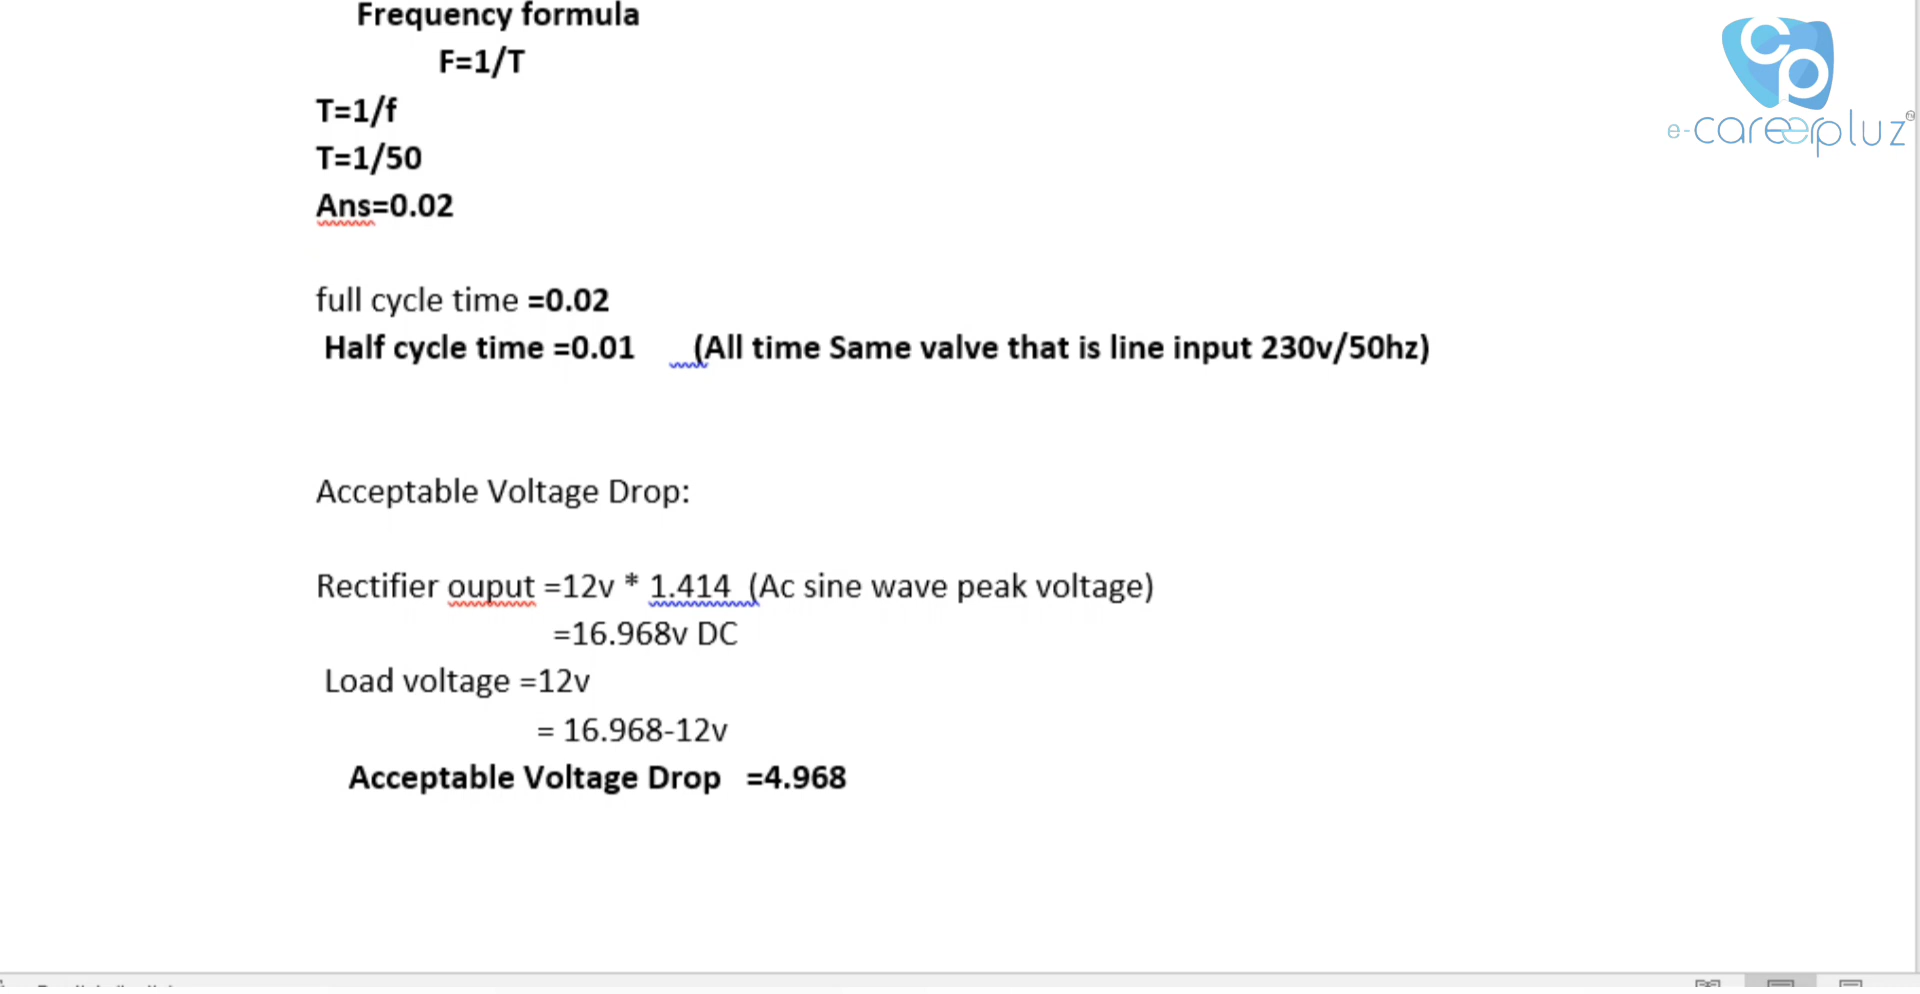 Frequency formula
F=1/T
T=1/f
T=1/50
Ans=0.02
full cycle time =0.02
Half cycle time =0.01 (All time Same valve that is line input 230v/50hz)
Acceptable Voltage Drop:
Rectifier ouput =12v * 1.414 (Ac sine wave peak voltage)
=16.968v DC
Load voltage =12v
= 16.968-12v
Acceptable Voltage Drop =4.968
cp
e-careerpluz